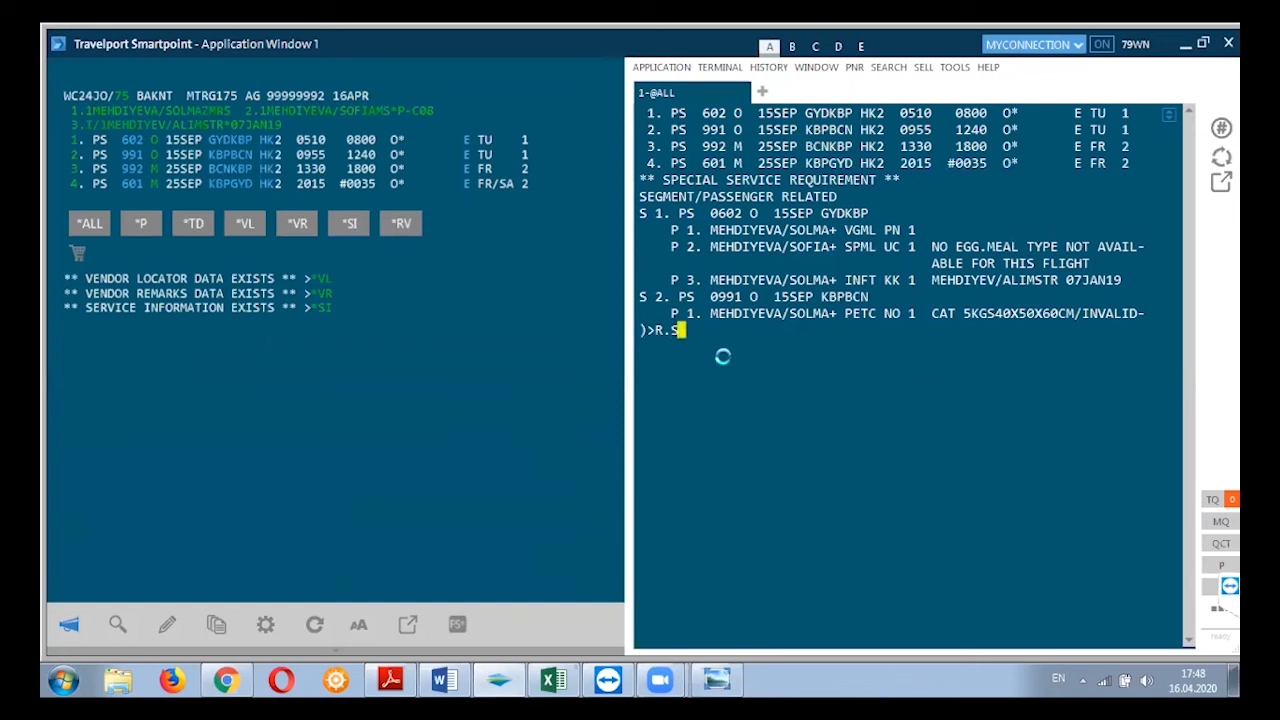 Travelport Smartpoint - Application Window 1
A B C D E
MYCONNECTION ON 79WN
APPLICATION TERMINAL HISTORY WINDOW PNR SEARCH SELL TOOLS HELP
WC24JO/75 BAKNT MTRG175 AG 99999992 16APR
1.1MEHDIYEVA/SOLMAZMRS 2.1MEHDIYEVA/SOFIAMS*P-C08
3.I/1MEHDIYEV/ALIMSTR*07JAN19
1. PS 602 O 15SEP GYDKBP HK2 0510 0800 O* E TU 1
2. PS 991 O 15SEP KBPBCN HK2 0955 1240 O* E TU 1
3. PS 992 M 25SEP BCNKBP HK2 1330 1800 O* E FR 2
4. PS 601 M 25SEP KBPGYD HK2 2015 #0035 O* E FR/SA 2
*ALL *P *TD *VL *VR *SI *RV
** VENDOR LOCATOR DATA EXISTS ** >*VL
** VENDOR REMARKS DATA EXISTS ** >*VR
** SERVICE INFORMATION EXISTS ** >*SI
AA
PS+
1-@ALL
1. PS 602 O 15SEP GYDKBP HK2 0510 0800 O* E TU 1
2. PS 991 O 15SEP KBPBCN HK2 0955 1240 O* E TU 1
3. PS 992 M 25SEP BCNKBP HK2 1330 1800 O* E FR 2
4. PS 601 M 25SEP KBPGYD HK2 2015 #0035 O* E FR 2
** SPECIAL SERVICE REQUIREMENT **
SEGMENT/PASSENGER RELATED
S 1. PS 0602 O 15SEP GYDKBP
P 1. MEHDIYEVA/SOLMA+ VGML PN 1
P 2. MEHDIYEVA/SOFIA+ SPML UC 1 NO EGG.MEAL TYPE NOT AVAIL-
ABLE FOR THIS FLIGHT
P 3. MEHDIYEVA/SOLMA+ INFT KK 1 MEHDIYEV/ALIMSTR 07JAN19
S 2. PS 0991 O 15SEP KBPBCN
P 1. MEHDIYEVA/SOLMA+ PETC NO 1 CAT 5KGS40X50X60CM/INVALID-
)>R.S
TQ 0
MQ
QCT
P
ready
EN
17:48
16.04.2020